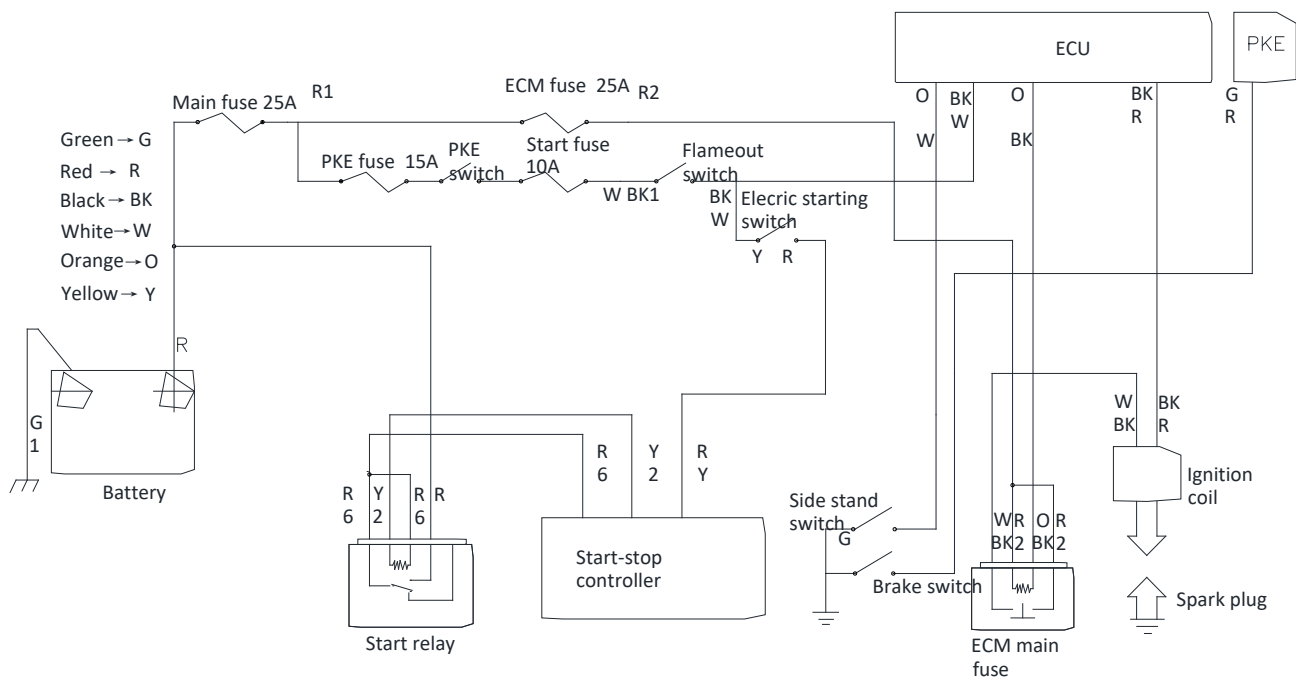 ECU
PKE
Main fuse 25A
R1
ECM fuse 25A
R2
O
W
BK
W
O
BK
BK
R
G
R
Green→G
Red→ R
Black→BK
White→W
Orange→O
Yellow→ Y
PKE fuse 15A
PKE
switch
Start fuse
10A
W BK1
Flameout
switch
BK
W
Elecric starting
switch
Y R
R
G
1
Battery
R
6
Y
2
R
6
R
Start relay
R
6
Y
2
R
Y
Start-stop
controller
Side stand
switch
G
Brake switch
W
BK
R
2
O
BK
R
2
ECM main
fuse
W
BK
BK
R
Ignition
coil
Spark plug